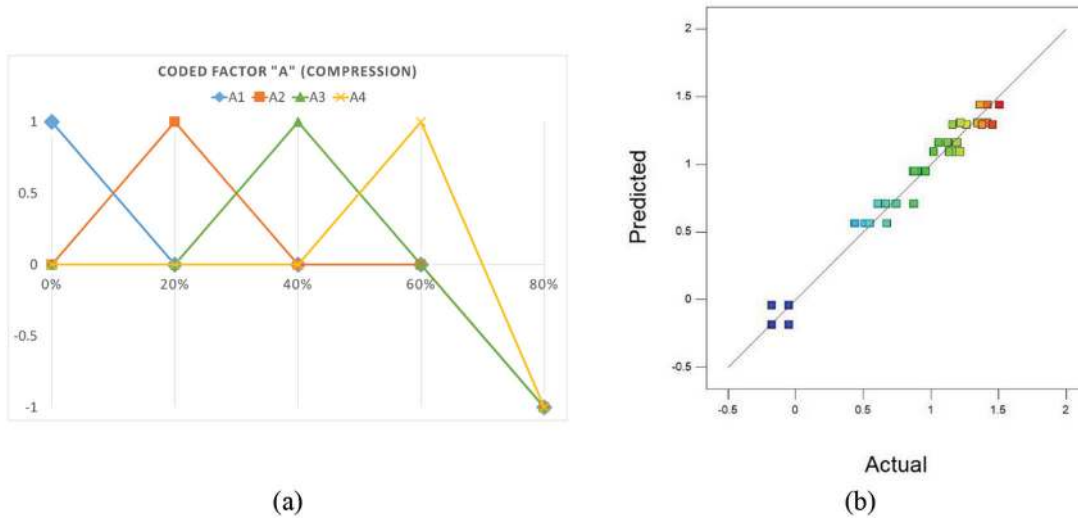 CODED FACTOR "A" (COMPRESSION)
A1 A2 A3 A4
1
0.5
0
-0.5
-1
0% 20% 40% 60% 80%
(a)
2
1.5
1
0.5
0
-0.5
Predicted
-0.5 0 0.5 1 1.5 2
Actual
(b)